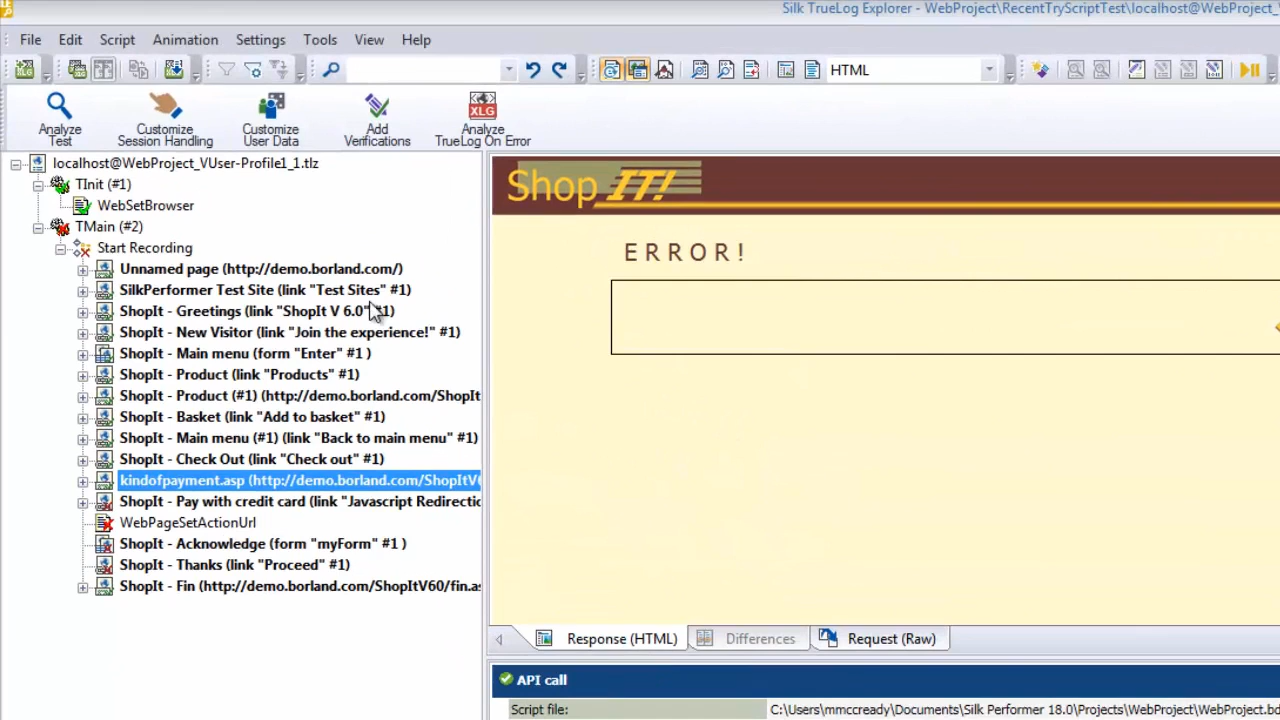 Silk TrueLog Explorer - WebProject\RecentTryScriptTest\localhost@WebProject_
File Edit Script Animation Settings Tools View Help
HTML
Analyze Test
Customize Session Handling
Customize User Data
Add Verifications
XLG
Analyze TrueLog On Error
localhost@WebProject_VUser-Profile1_1.tlz
TInit (#1)
WebSetBrowser
TMain (#2)
Start Recording
Unnamed page (http://demo.borland.com/)
SilkPerformer Test Site (link "Test Sites" #1)
ShopIt - Greetings (link "ShopIt V 6.0" #1)
ShopIt - New Visitor (link "Join the experience!" #1)
ShopIt - Main menu (form "Enter" #1 )
ShopIt - Product (link "Products" #1)
ShopIt - Product (#1) (http://demo.borland.com/ShopIt
ShopIt - Basket (link "Add to basket" #1)
ShopIt - Main menu (#1) (link "Back to main menu" #1)
ShopIt - Check Out (link "Check out" #1)
kindofpayment.asp (http://demo.borland.com/ShopItV6
ShopIt - Pay with credit card (link "Javascript Redirectio
WebPageSetActionUrl
ShopIt - Acknowledge (form "myForm" #1 )
ShopIt - Thanks (link "Proceed" #1)
ShopIt - Fin (http://demo.borland.com/ShopItV60/fin.as
Shop IT!
ERROR!
Response (HTML) Differences Request (Raw)
API call
Script file: C:\Users\mmccready\Documents\Silk Performer 18.0\Projects\WebProject\WebProject.bd